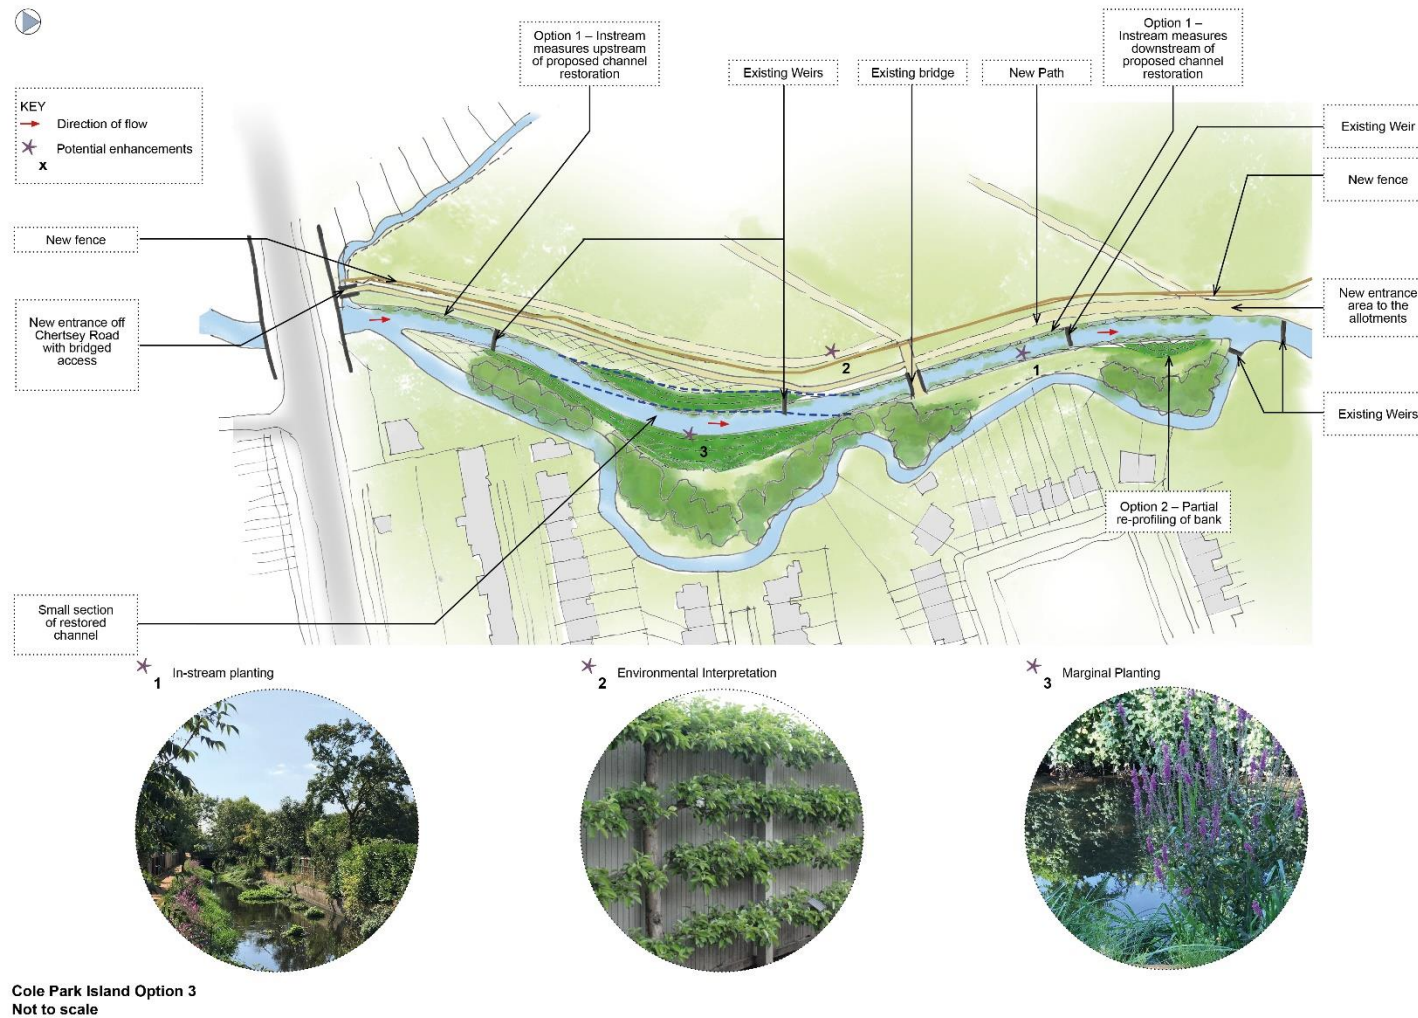 Option 1 – Instream
measures upstream
of proposed channel
restoration
Existing Weirs
Existing bridge
New Path
Option 1 –
Instream measures
downstream of
proposed channel
restoration
KEY
Direction of flow
Potential enhancements
x
Existing Weir
New fence
New fence
New entrance off
Chertsey Road
with bridged
access
New entrance
area to the
allotments
2
1
3
Existing Weirs
Option 2 – Partial
re-profiling of bank
Small section
of restored
channel
1 In-stream planting
2 Environmental Interpretation
3 Marginal Planting
Cole Park Island Option 3
Not to scale